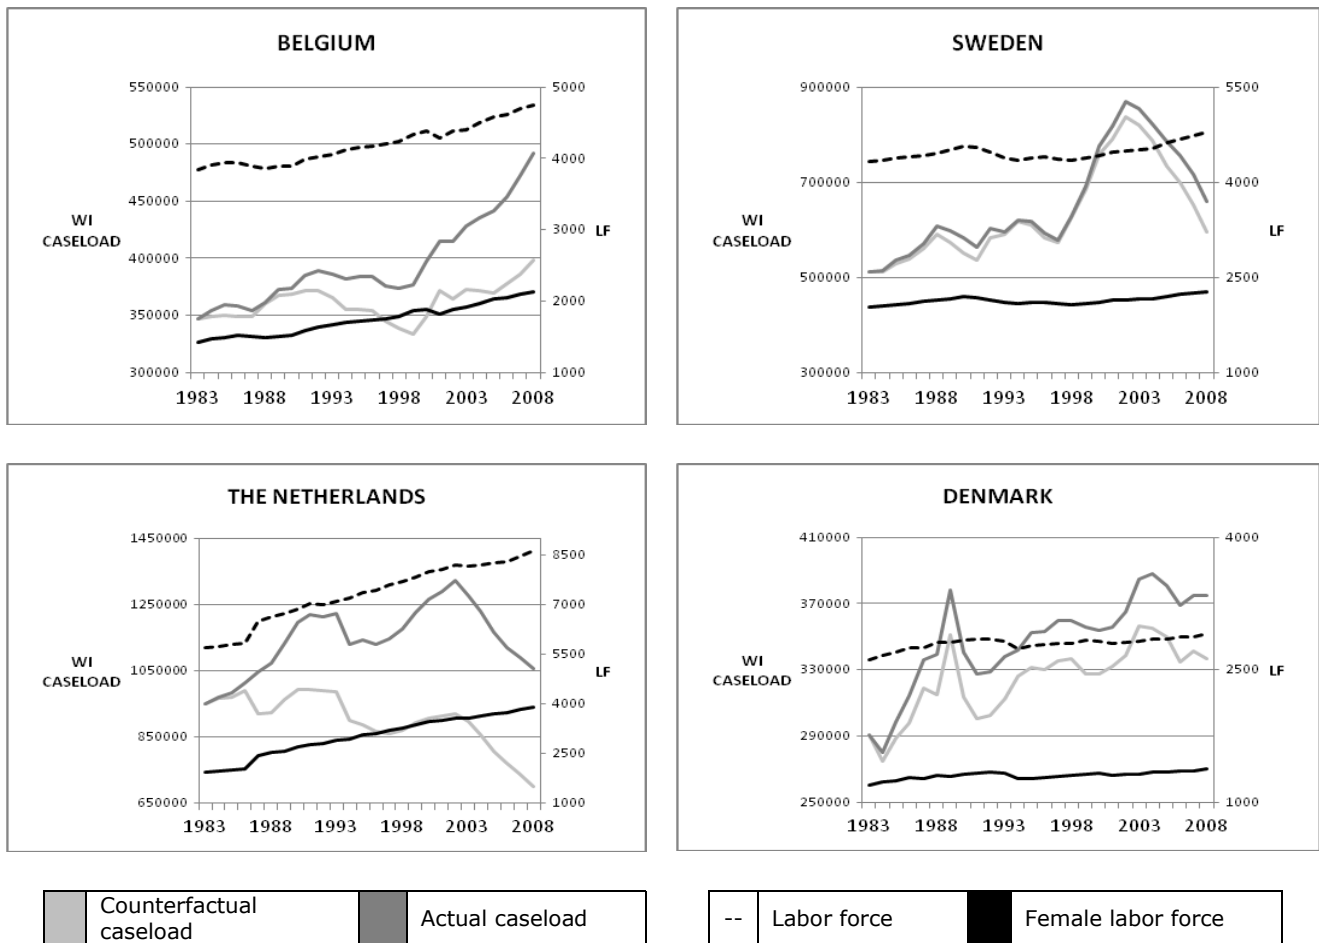 BELGIUM
550000
500000
450000
400000
350000
300000
WI
CASELOAD
5000
4000
3000
2000
1000
LF
1983 1988 1993 1998 2003 2008
SWEDEN
900000
700000
500000
300000
WI
CASELOAD
5500
4000
2500
1000
LF
1983 1988 1993 1998 2003 2008
THE NETHERLANDS
1450000
1250000
1050000
850000
650000
WI
CASELOAD
8500
7000
5500
4000
2500
1000
LF
1983 1988 1993 1998 2003 2008
DENMARK
410000
370000
330000
290000
250000
WI
CASELOAD
4000
2500
1000
LF
1983 1988 1993 1998 2003 2008
Counterfactual
caseload
Actual caseload
-- Labor force
Female labor force